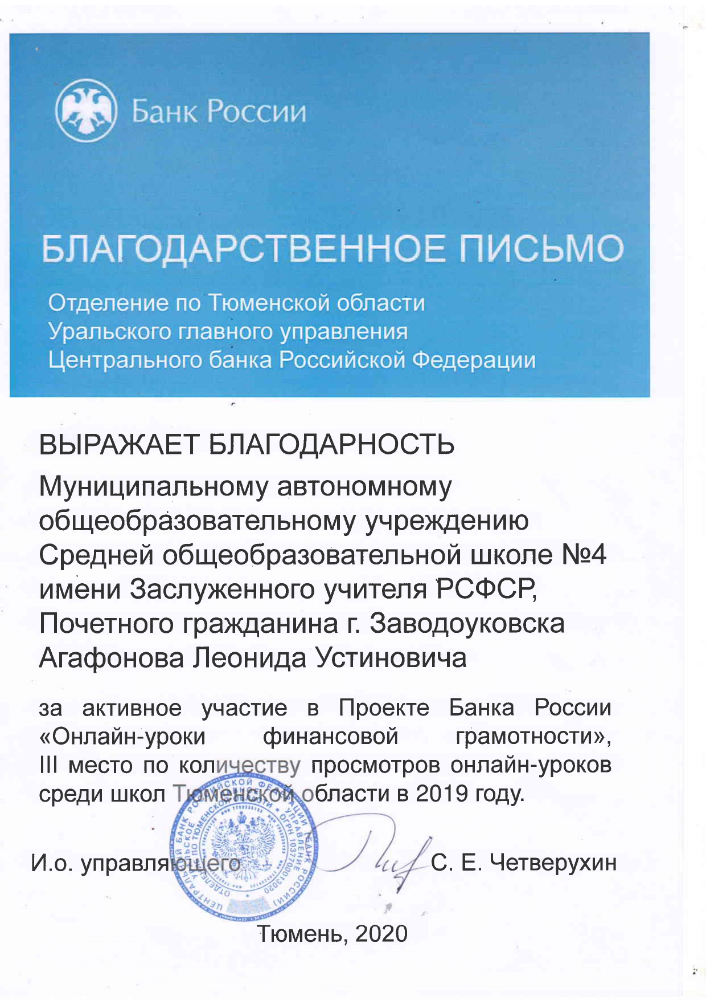 Банк России
БЛАГОДАРСТВЕННОЕ ПИСЬМО
Отделение по Тюменской области
Уральского главного управления
Центрального банка Российской Федерации
ВЫРАЖАЕТ БЛАГОДАРНОСТЬ
Муниципальному автономному
общеобразовательному учреждению
Средней общеобразовательной школе №4
имени Заслуженного учителя РСФСР,
Почетного гражданина г. Заводоуковска
Агафонова Леонида Устиновича
за активное участие в Проекте Банка России
«Онлайн-уроки финансовой грамотности»,
III место по количеству просмотров онлайн-уроков
среди школ Тюменской области в 2019 году.
И.о. управляющего С. Е. Четверухин
ОГРН 1037700013020
Тюмень, 2020